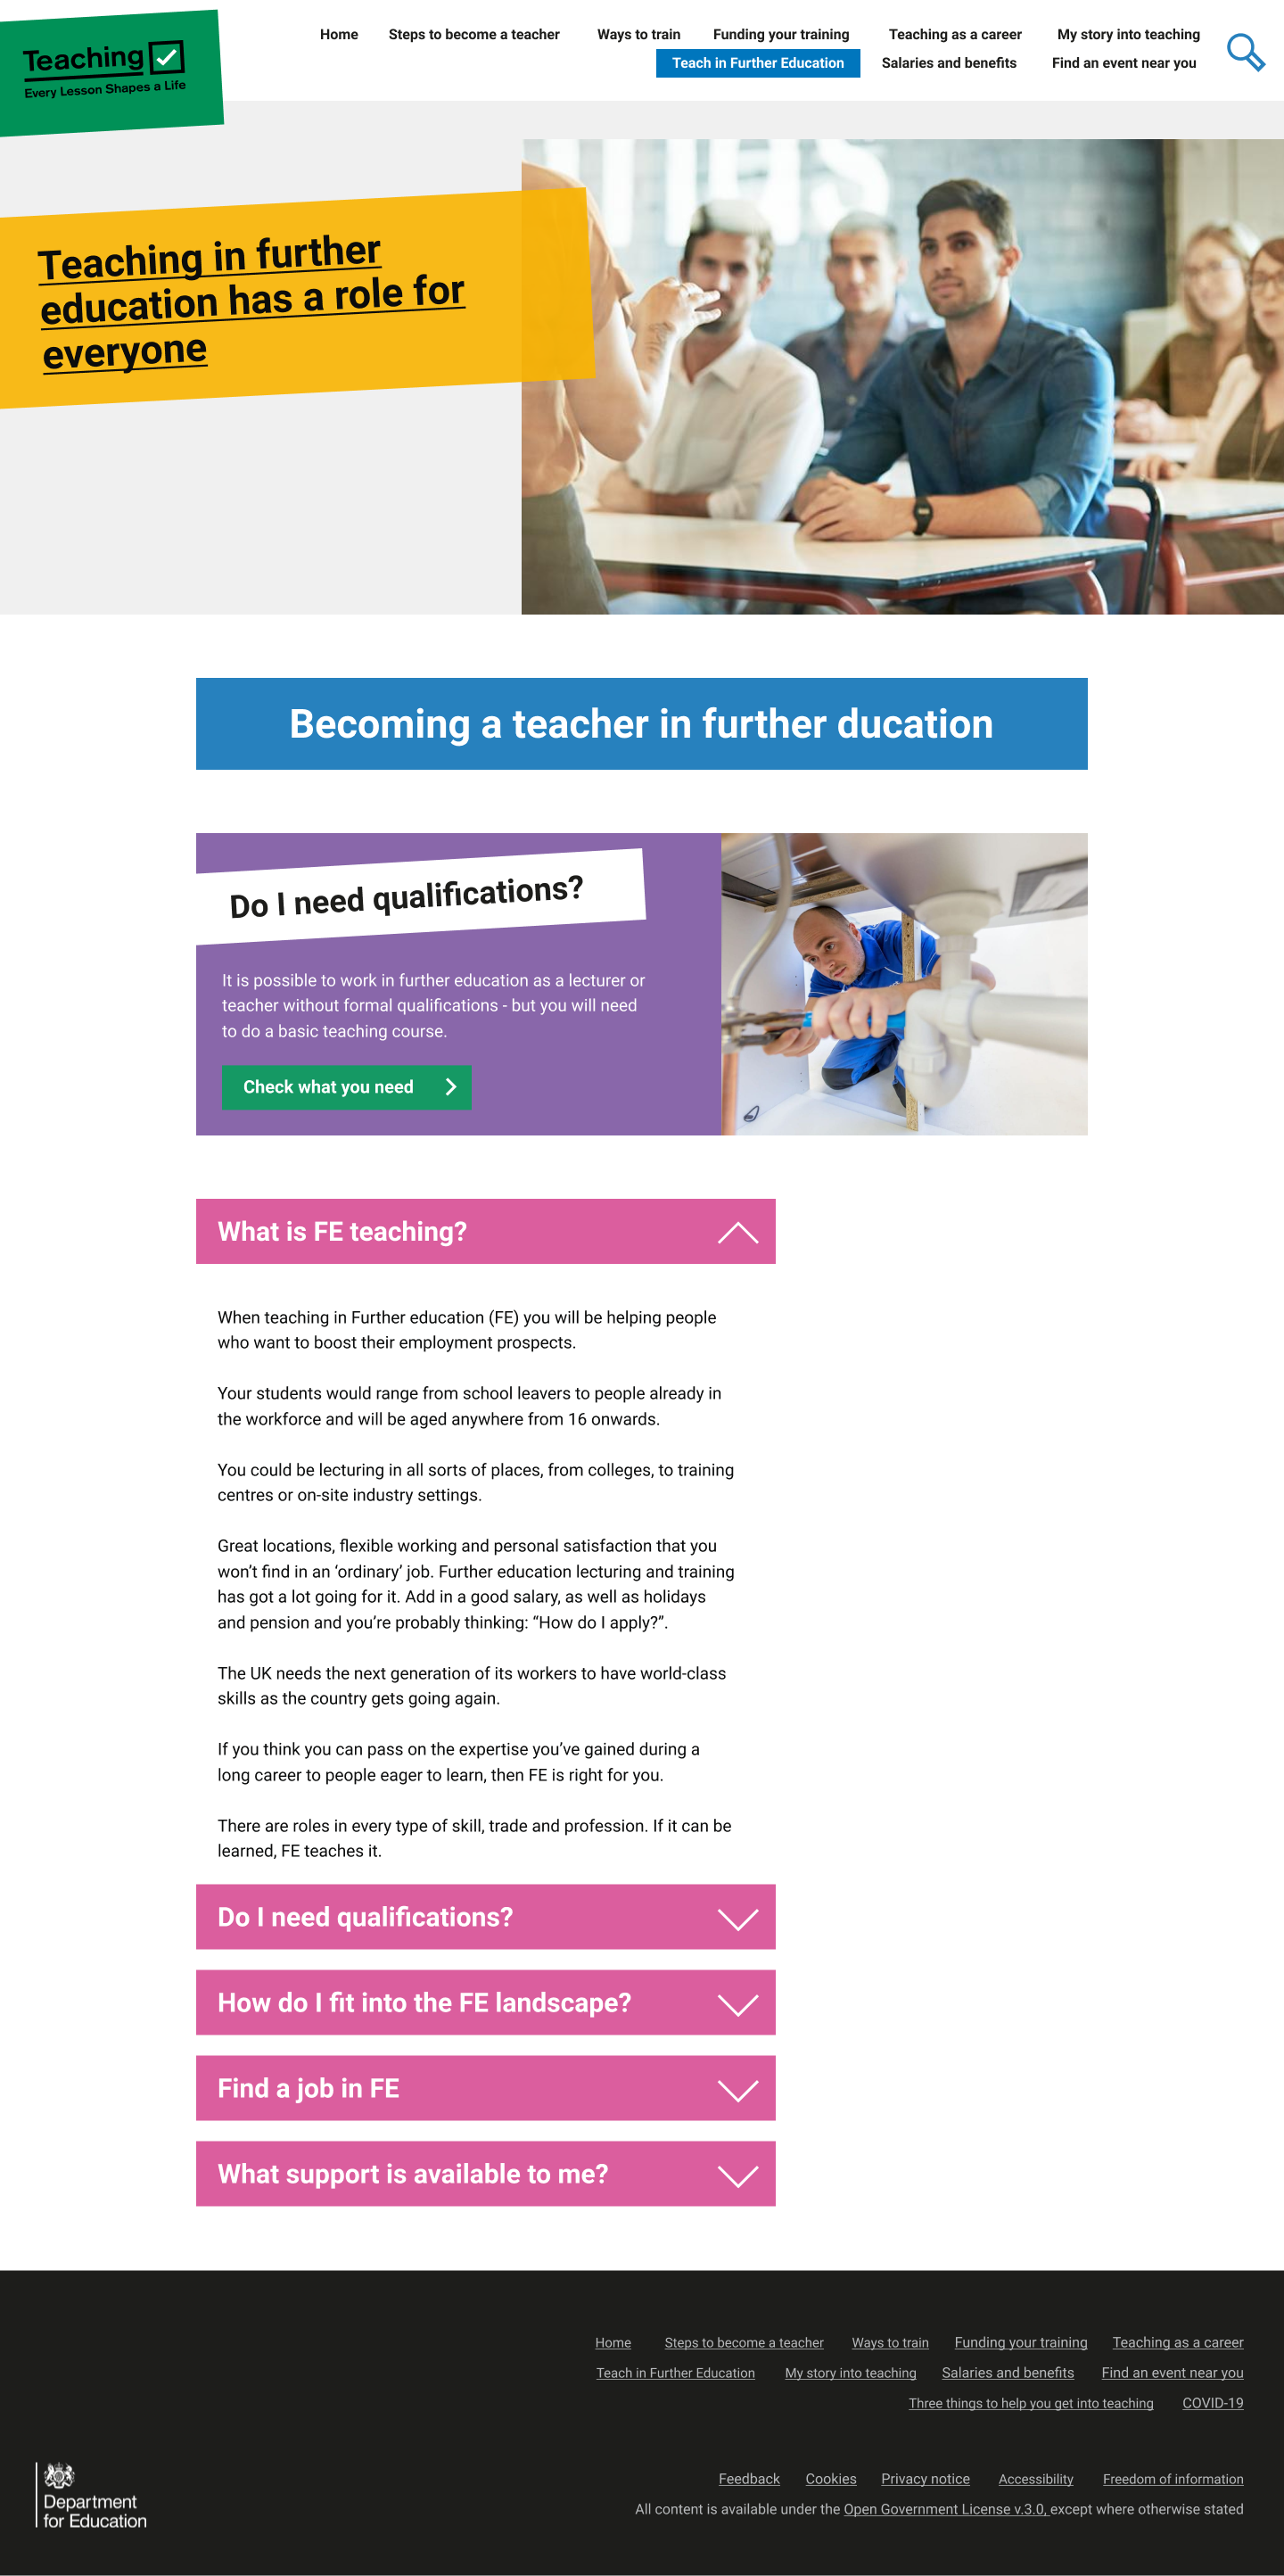 Teaching
Every Lesson Shapes a Life
Home Steps to become a teacher Ways to train Funding your training Teaching as a career My story into teaching
Teach in Further Education Salaries and benefits Find an event near you
Teaching in further
education has a role for
everyone
Becoming a teacher in further ducation
Do I need qualifications?
It is possible to work in further education as a lecturer or
teacher without formal qualifications - but you will need
to do a basic teaching course.
Check what you need
What is FE teaching?
When teaching in Further education (FE) you will be helping people
who want to boost their employment prospects.
Your students would range from school leavers to people already in
the workforce and will be aged anywhere from 16 onwards.
You could be lecturing in all sorts of places, from colleges, to training
centres or on-site industry settings.
Great locations, flexible working and personal satisfaction that you
won’t find in an ‘ordinary’ job. Further education lecturing and training
has got a lot going for it. Add in a good salary, as well as holidays
and pension and you’re probably thinking: “How do I apply?”.
The UK needs the next generation of its workers to have world-class
skills as the country gets going again.
If you think you can pass on the expertise you’ve gained during a
long career to people eager to learn, then FE is right for you.
There are roles in every type of skill, trade and profession. If it can be
learned, FE teaches it.
Do I need qualifications?
How do I fit into the FE landscape?
Find a job in FE
What support is available to me?
Home Steps to become a teacher Ways to train Funding your training Teaching as a career
Teach in Further Education My story into teaching Salaries and benefits Find an event near you
Three things to help you get into teaching COVID-19
Feedback Cookies Privacy notice Accessibility Freedom of information
All content is available under the Open Government License v.3.0, except where otherwise stated
Department
for Education